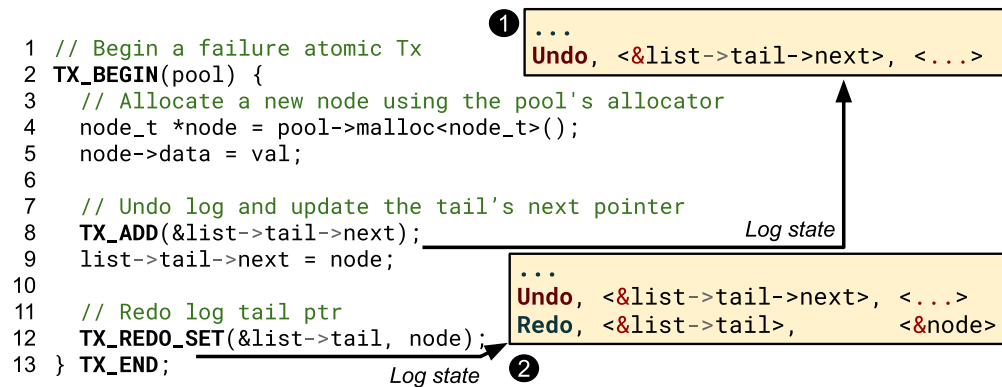 1 // Begin a failure atomic Tx
2 TX_BEGIN(pool) {
3 // Allocate a new node using the pool's allocator
4 node_t *node = pool->malloc<node_t>();
5 node->data = val;
6
7 // Undo log and update the tail’s next pointer
8 TX_ADD(&list->tail->next);
9 list->tail->next = node;
10
11 // Redo log tail ptr
12 TX_REDO_SET(&list->tail, node);
13 } TX_END;
1
...
Undo, <&list->tail->next>, <...>
Log state
...
Undo, <&list->tail->next>, <...>
Redo, <&list->tail>, <&node>
Log state
2